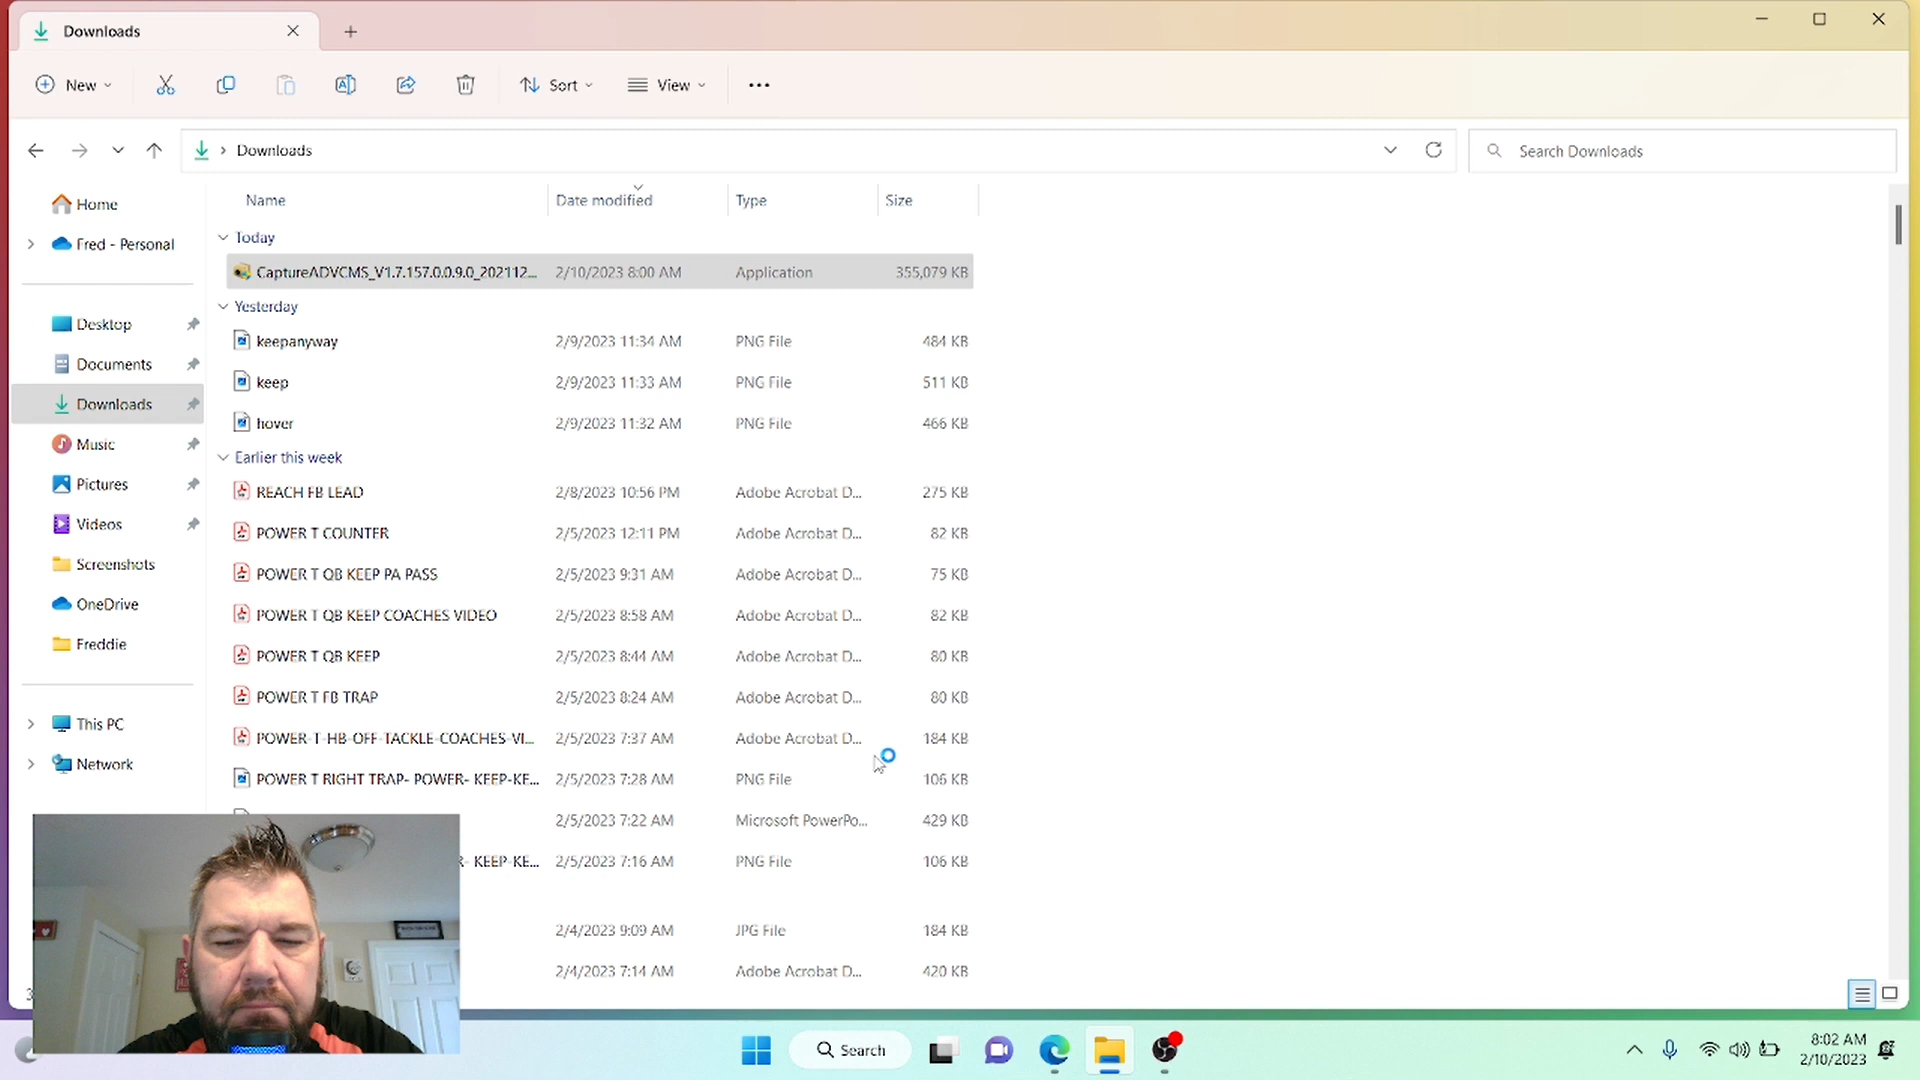 Downloads
New
Sort
View
Downloads
Search Downloads
Home
Fred - Personal
Desktop
Documents
Downloads
Music
Pictures
Videos
Screenshots
OneDrive
Freddie
This PC
Network
Name Date modified Type Size
Today
CaptureADVCMS_V1.7.157.0.0.9.0_202112... 2/10/2023 8:00 AM Application 355,079 KB
Yesterday
keepanyway 2/9/2023 11:34 AM PNG File 484 KB
keep 2/9/2023 11:33 AM PNG File 511 KB
hover 2/9/2023 11:32 AM PNG File 466 KB
Earlier this week
REACH FB LEAD 2/8/2023 10:56 PM Adobe Acrobat D... 275 KB
POWER T COUNTER 2/5/2023 12:11 PM Adobe Acrobat D... 82 KB
POWER T QB KEEP PA PASS 2/5/2023 9:31 AM Adobe Acrobat D... 75 KB
POWER T QB KEEP COACHES VIDEO 2/5/2023 8:58 AM Adobe Acrobat D... 82 KB
POWER T QB KEEP 2/5/2023 8:44 AM Adobe Acrobat D... 80 KB
POWER T FB TRAP 2/5/2023 8:24 AM Adobe Acrobat D... 80 KB
POWER-T-HB-OFF-TACKLE-COACHES-VI... 2/5/2023 7:37 AM Adobe Acrobat D... 184 KB
POWER T RIGHT TRAP- POWER- KEEP-KE... 2/5/2023 7:28 AM PNG File 106 KB
2/5/2023 7:22 AM Microsoft PowerPo... 429 KB
KEEP-KE... 2/5/2023 7:16 AM PNG File 106 KB
2/4/2023 9:09 AM JPG File 184 KB
2/4/2023 7:14 AM Adobe Acrobat D... 420 KB
Search
8:02 AM
2/10/2023